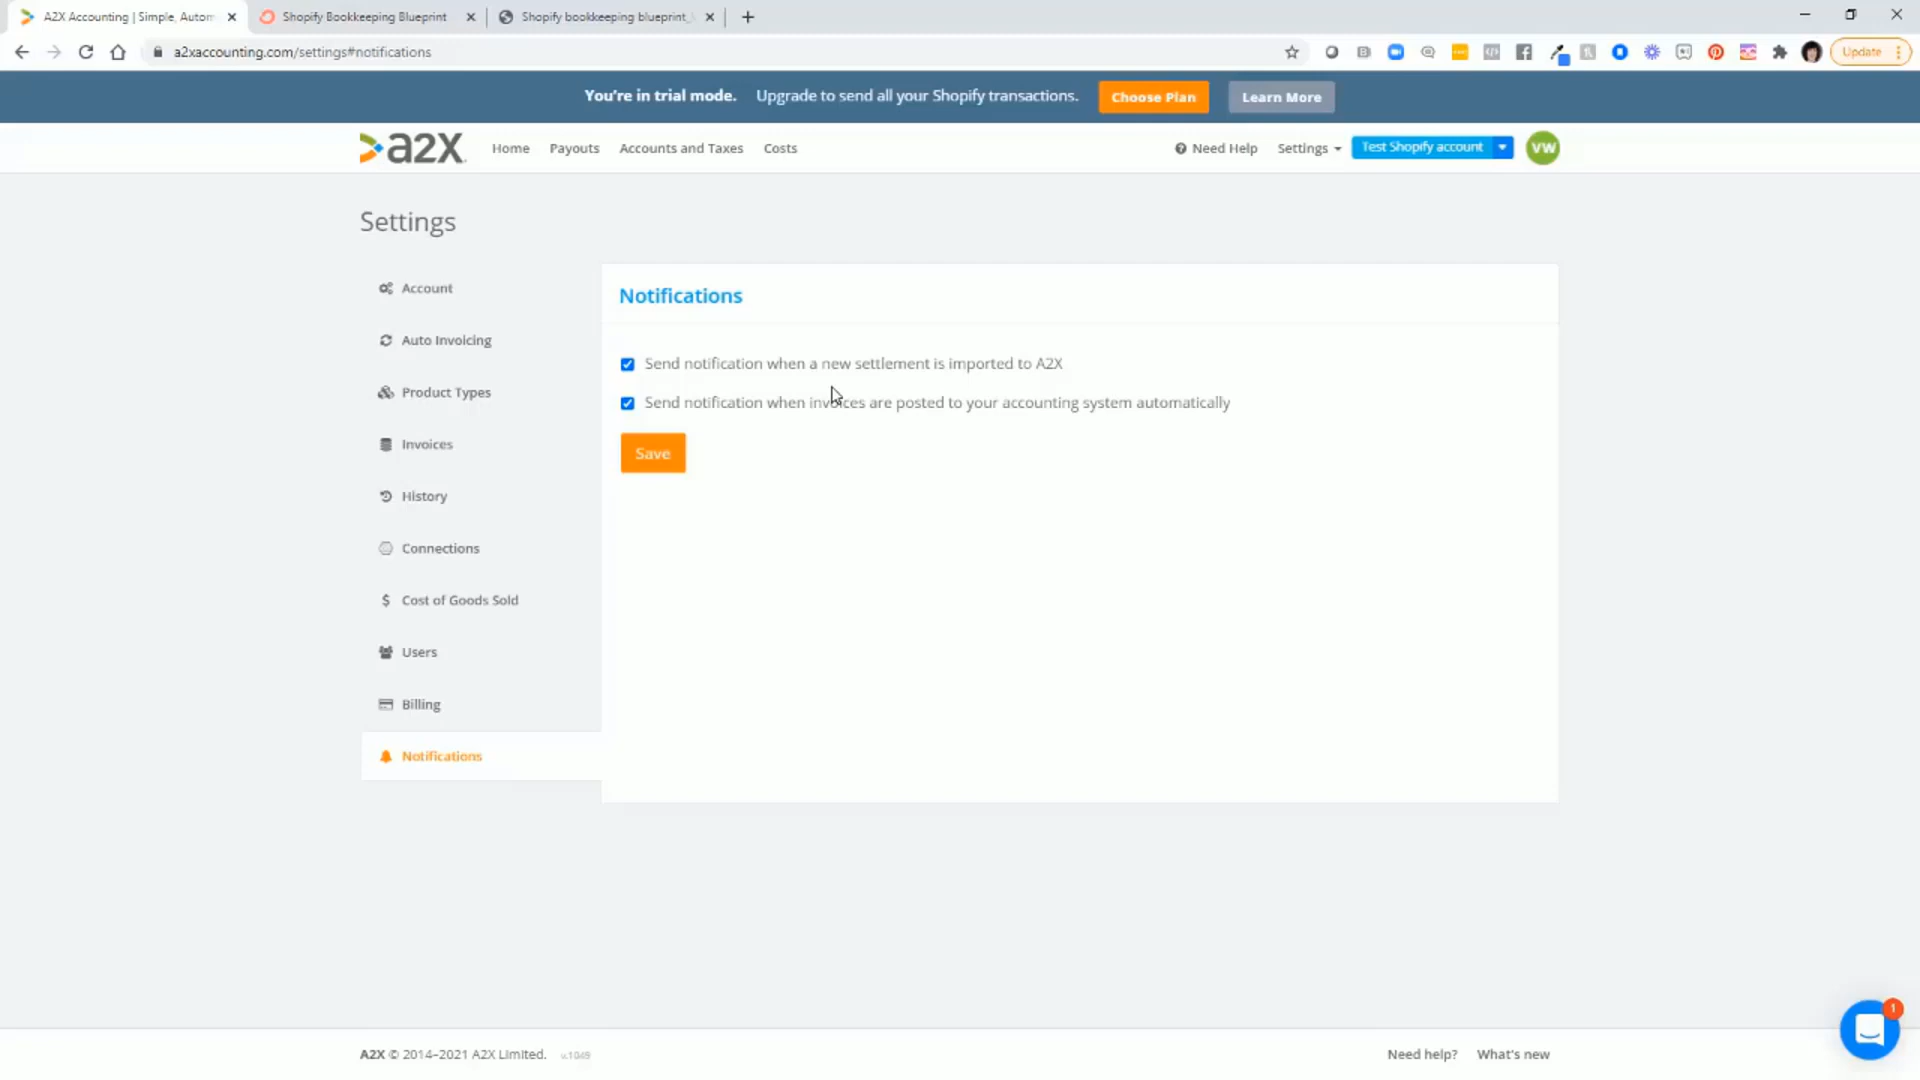 A2X Accounting | Simple, Autom
Shopify Bookkeeping Blueprint
Shopify bookkeeping blueprint_
a2xaccounting.com/settings#notifications
Update
You're in trial mode. Upgrade to send all your Shopify transactions.
Choose Plan
Learn More
a2X
Home
Payouts
Accounts and Taxes
Costs
Need Help
Settings
Test Shopify account
VW
Settings
Account
Auto Invoicing
Product Types
Invoices
History
Connections
Cost of Goods Sold
Users
Billing
Notifications
Notifications
Send notification when a new settlement is imported to A2X
Send notification when invoices are posted to your accounting system automatically
Save
1
A2X © 2014–2021 A2X Limited. v.1049
Need help?
What's new